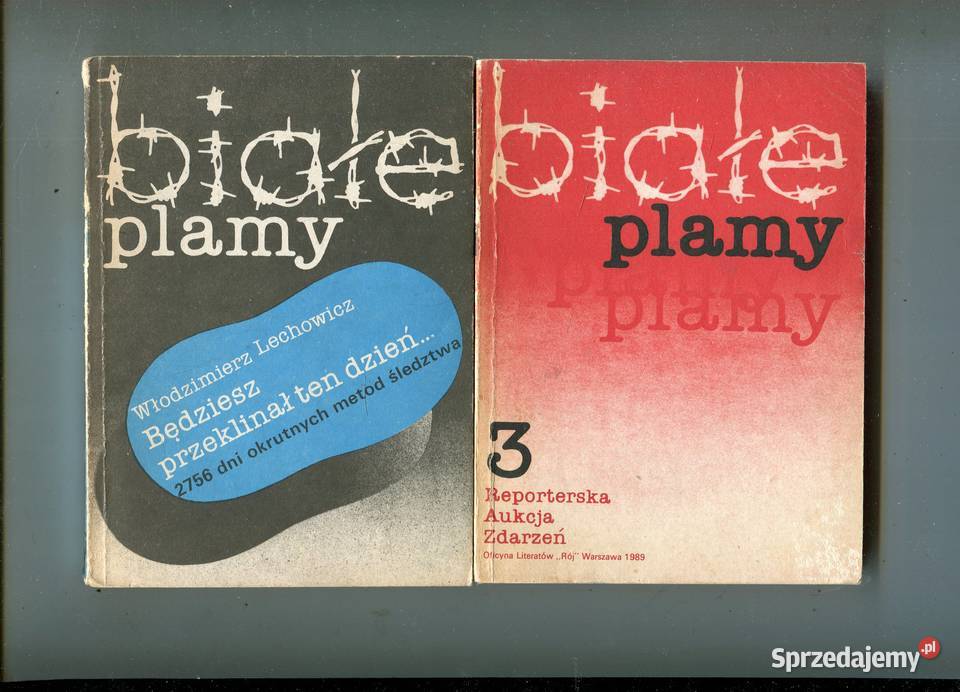 białe
plamy
Włodzimierz Lechowicz
Będziesz
przeklinał ten dzień...
2756 dni okrutnych metod śledztwa
białe
plamy
plamy
plamy
3
Reporterska
Aukcja
Zdarzeń
Oficyna Literatów „Rój” Warszawa 1989
Sprzedajemy.pl